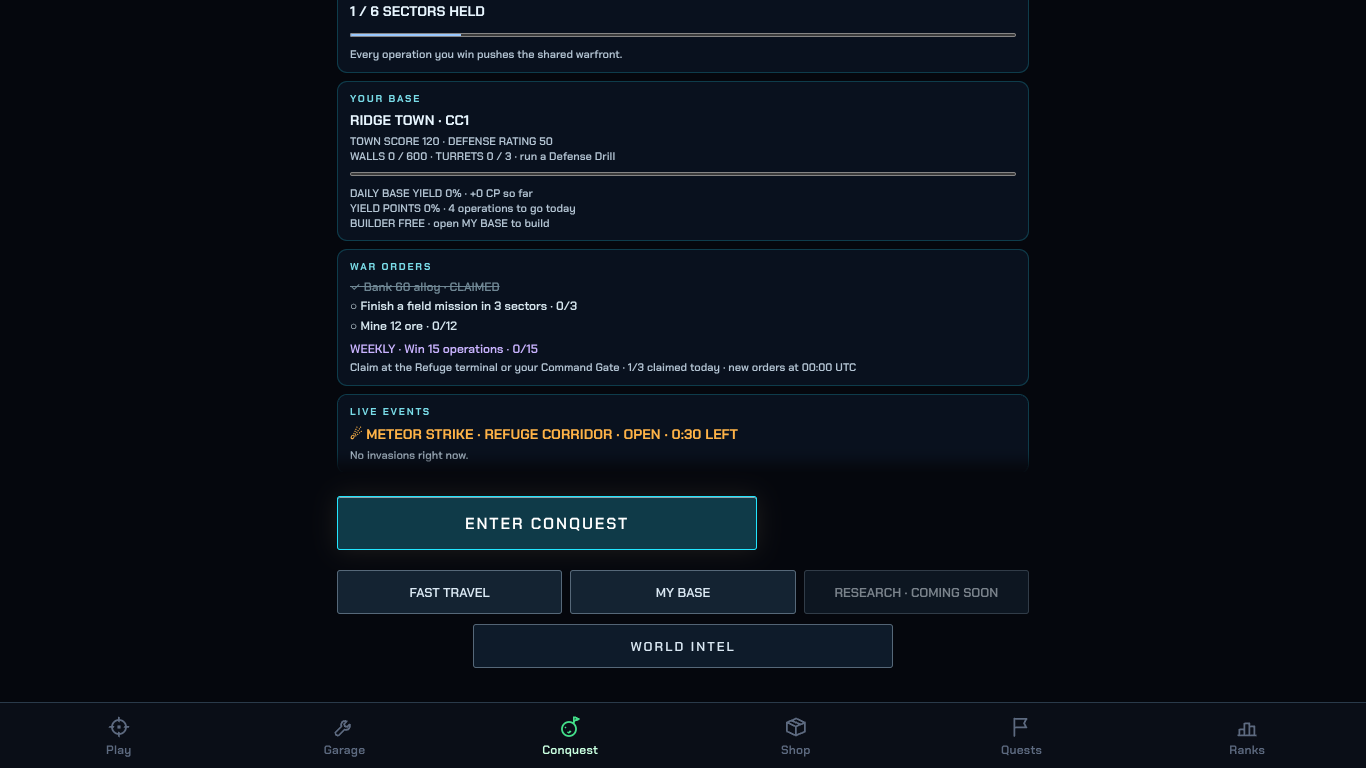 1 / 6 SECTORS HELD
Every operation you win pushes the shared warfront.
YOUR BASE
RIDGE TOWN · CC1
TOWN SCORE 120 · DEFENSE RATING 50
WALLS 0 / 600 · TURRETS 0 / 3 · run a Defense Drill
DAILY BASE YIELD 0% · +0 CP so far
YIELD POINTS 0% · 4 operations to go today
BUILDER FREE · open MY BASE to build
WAR ORDERS
✓ Bank 60 alloy · CLAIMED
○ Finish a field mission in 3 sectors · 0/3
○ Mine 12 ore · 0/12
WEEKLY · Win 15 operations · 0/15
Claim at the Refuge terminal or your Command Gate · 1/3 claimed today · new orders at 00:00 UTC
LIVE EVENTS
☄ METEOR STRIKE · REFUGE CORRIDOR · OPEN · 0:30 LEFT
No invasions right now.
ENTER CONQUEST
FAST TRAVEL
MY BASE
RESEARCH · COMING SOON
WORLD INTEL
Play
Garage
Conquest
Shop
Quests
Ranks